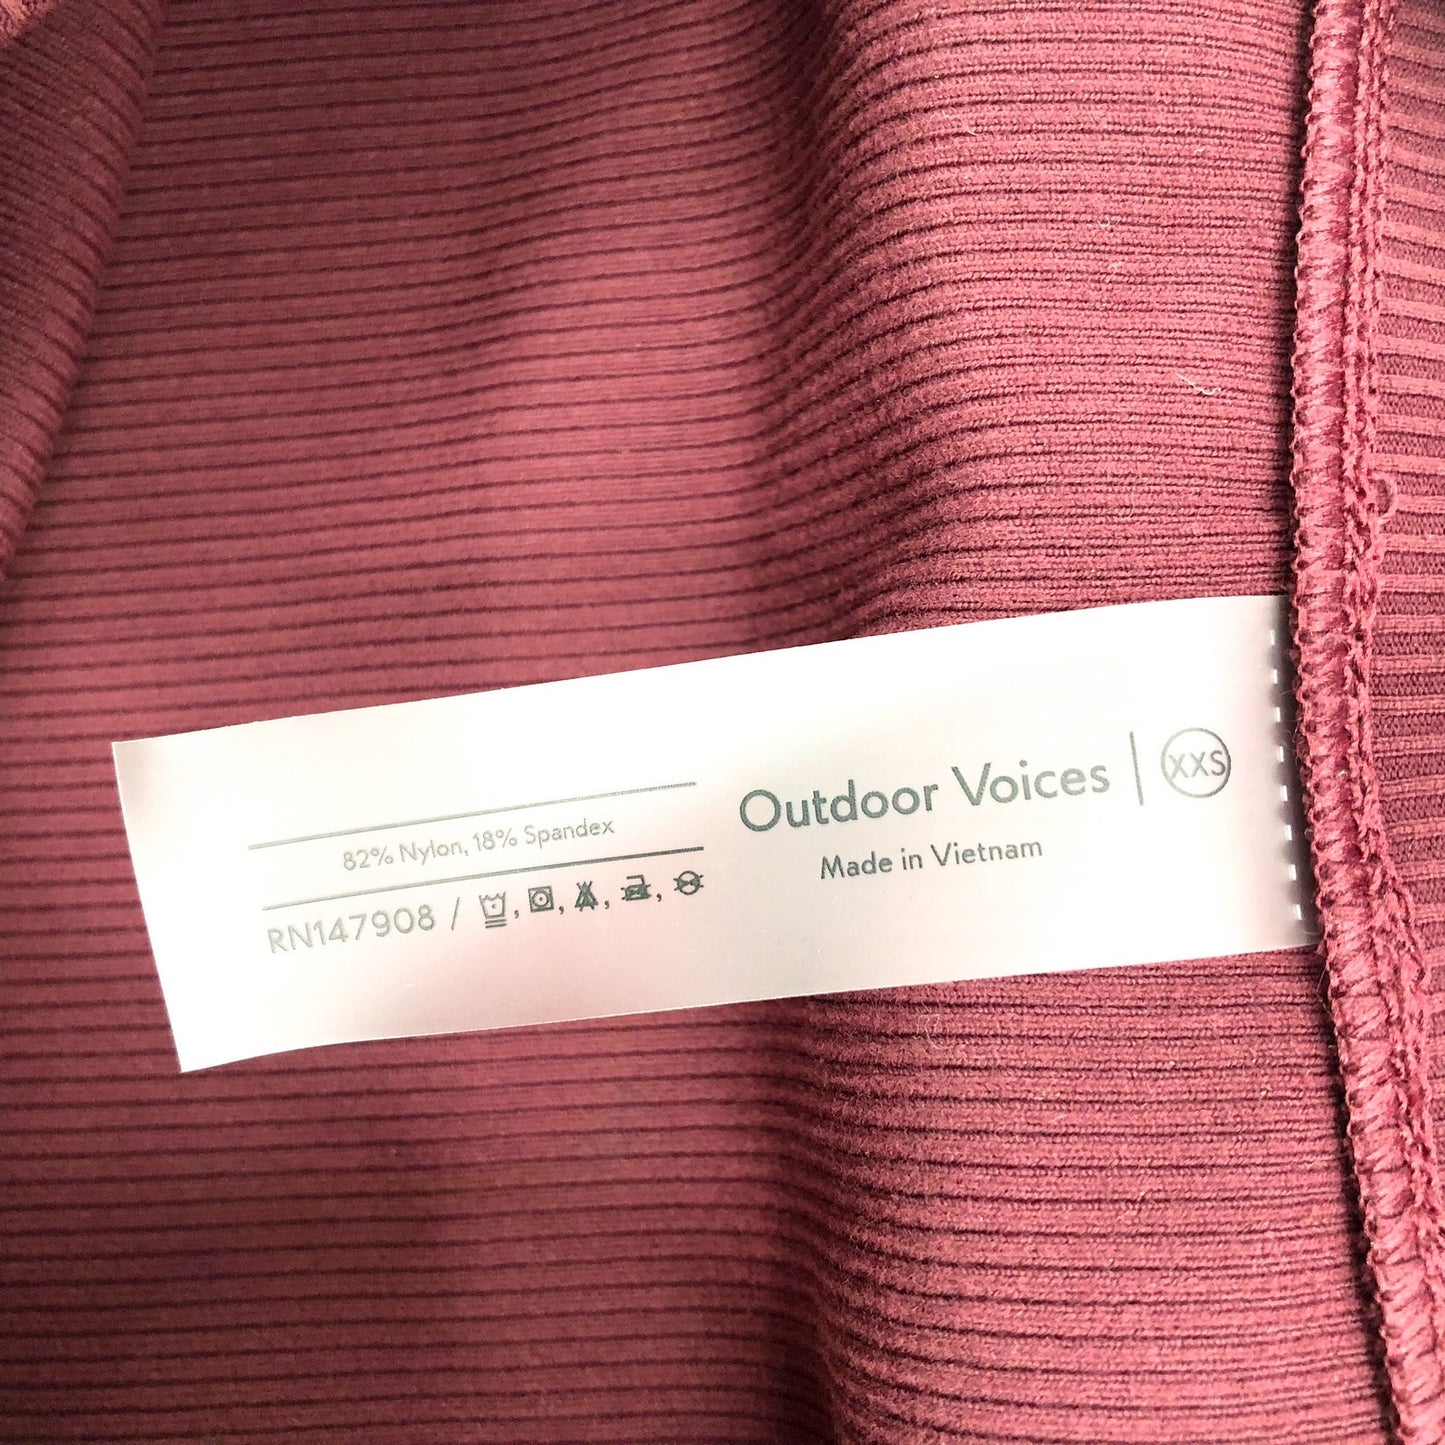 Outdoor Voices | XXS
Made in Vietnam
82% Nylon, 18% Spandex
RN147908 /